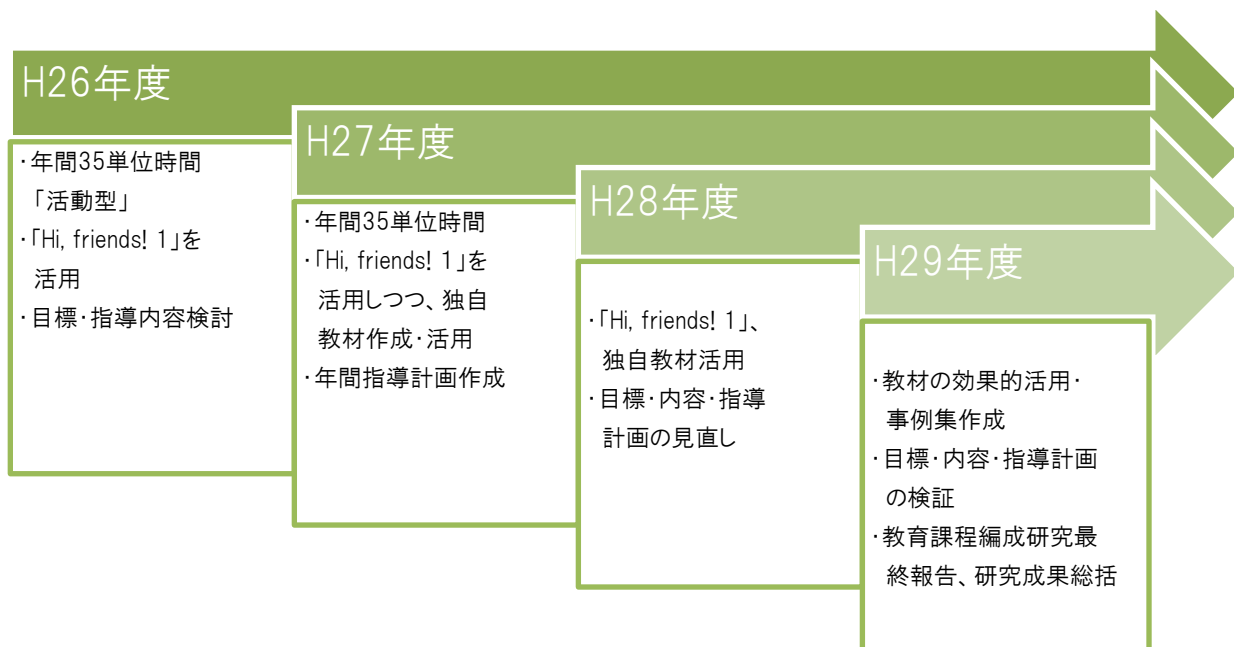 H26年度
・年間35単位時間
「活動型」
・「Hi, friends! 1」を
活用
・目標・指導内容検討
H27年度
・年間35単位時間
・「Hi, friends! 1」を
活用しつつ、独自
教材作成・活用
・年間指導計画作成
H28年度
・「Hi, friends! 1」、
独自教材活用
・目標・内容・指導
計画の見直し
H29年度
・教材の効果的活用・
事例集作成
・目標・内容・指導計画
の検証
・教育課程編成研究最
終報告、研究成果総括